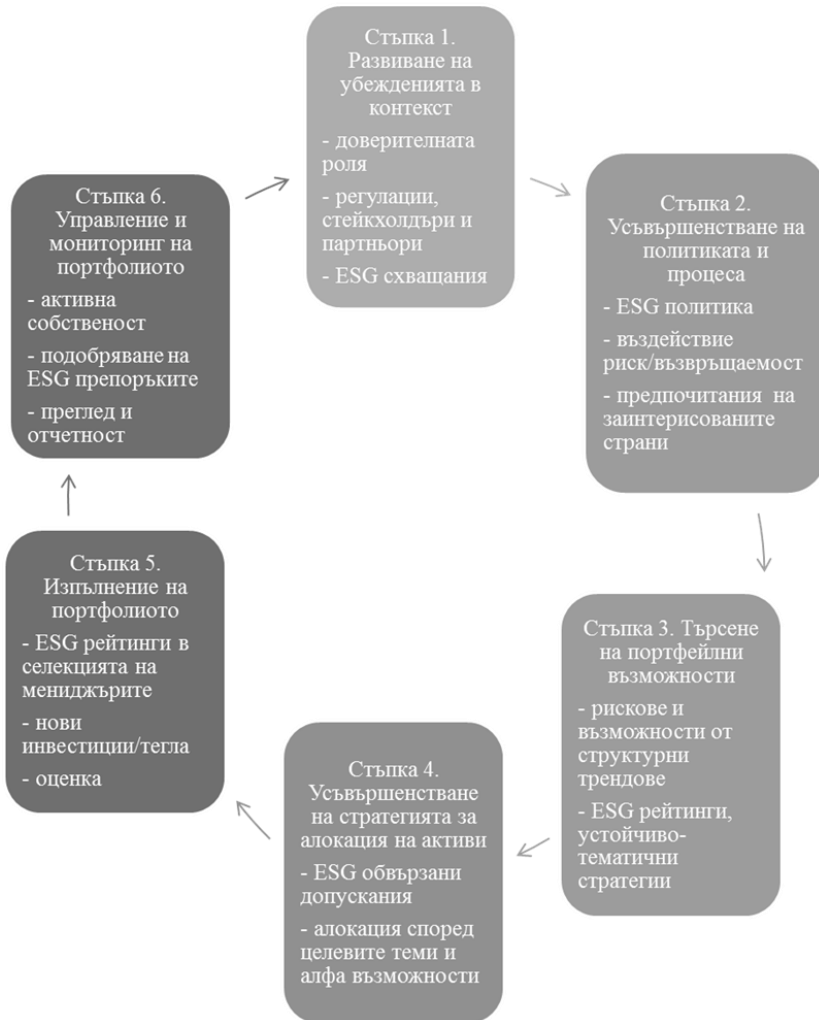 Стъпка 1.
Развиване на
убежденията в
контекст
- доверителната
роля
- регулации,
стейкхолдъри и
партньори
- ESG схващания
Стъпка 2.
Усъвършенстване на
политиката и
процеса
- ESG политика
- въздействие
риск/възвръщаемост
- предпочитания на
заинтерисованите
страни
Стъпка 3. Търсене
на портфейлни
възможности
- рискове и
възможности от
структурни
трендове
- ESG рейтинги,
устойчиво-
тематични
стратегии
Стъпка 4.
Усъвършенстване
на стратегията за
алокация на активи
- ESG обвързани
допускания
- алокация според
целевите теми и
алфа възможности
Стъпка 5.
Изпълнение на
портфолиото
- ESG рейтинги в
селекцията на
мениджърите
- нови
инвестиции/тегла
- оценка
Стъпка 6.
Управление и
мониторинг на
портфолиото
- активна
собственост
- подобряване на
ESG препоръките
- преглед и
отчетност